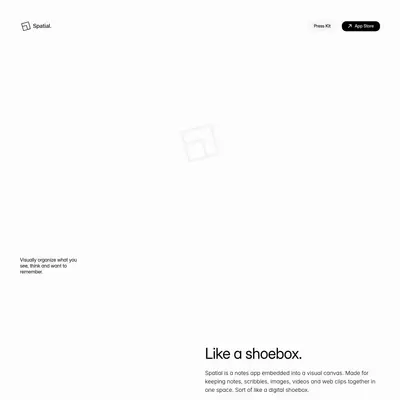 Spatial.
Press Kit
App Store
Visually organize what you
see, think and want to
remember.
Like a shoebox.
Spatial is a notes app embedded into a visual canvas. Made for
keeping notes, scribbles, images, videos and web clips together in
one space. Sort of like a digital shoebox.